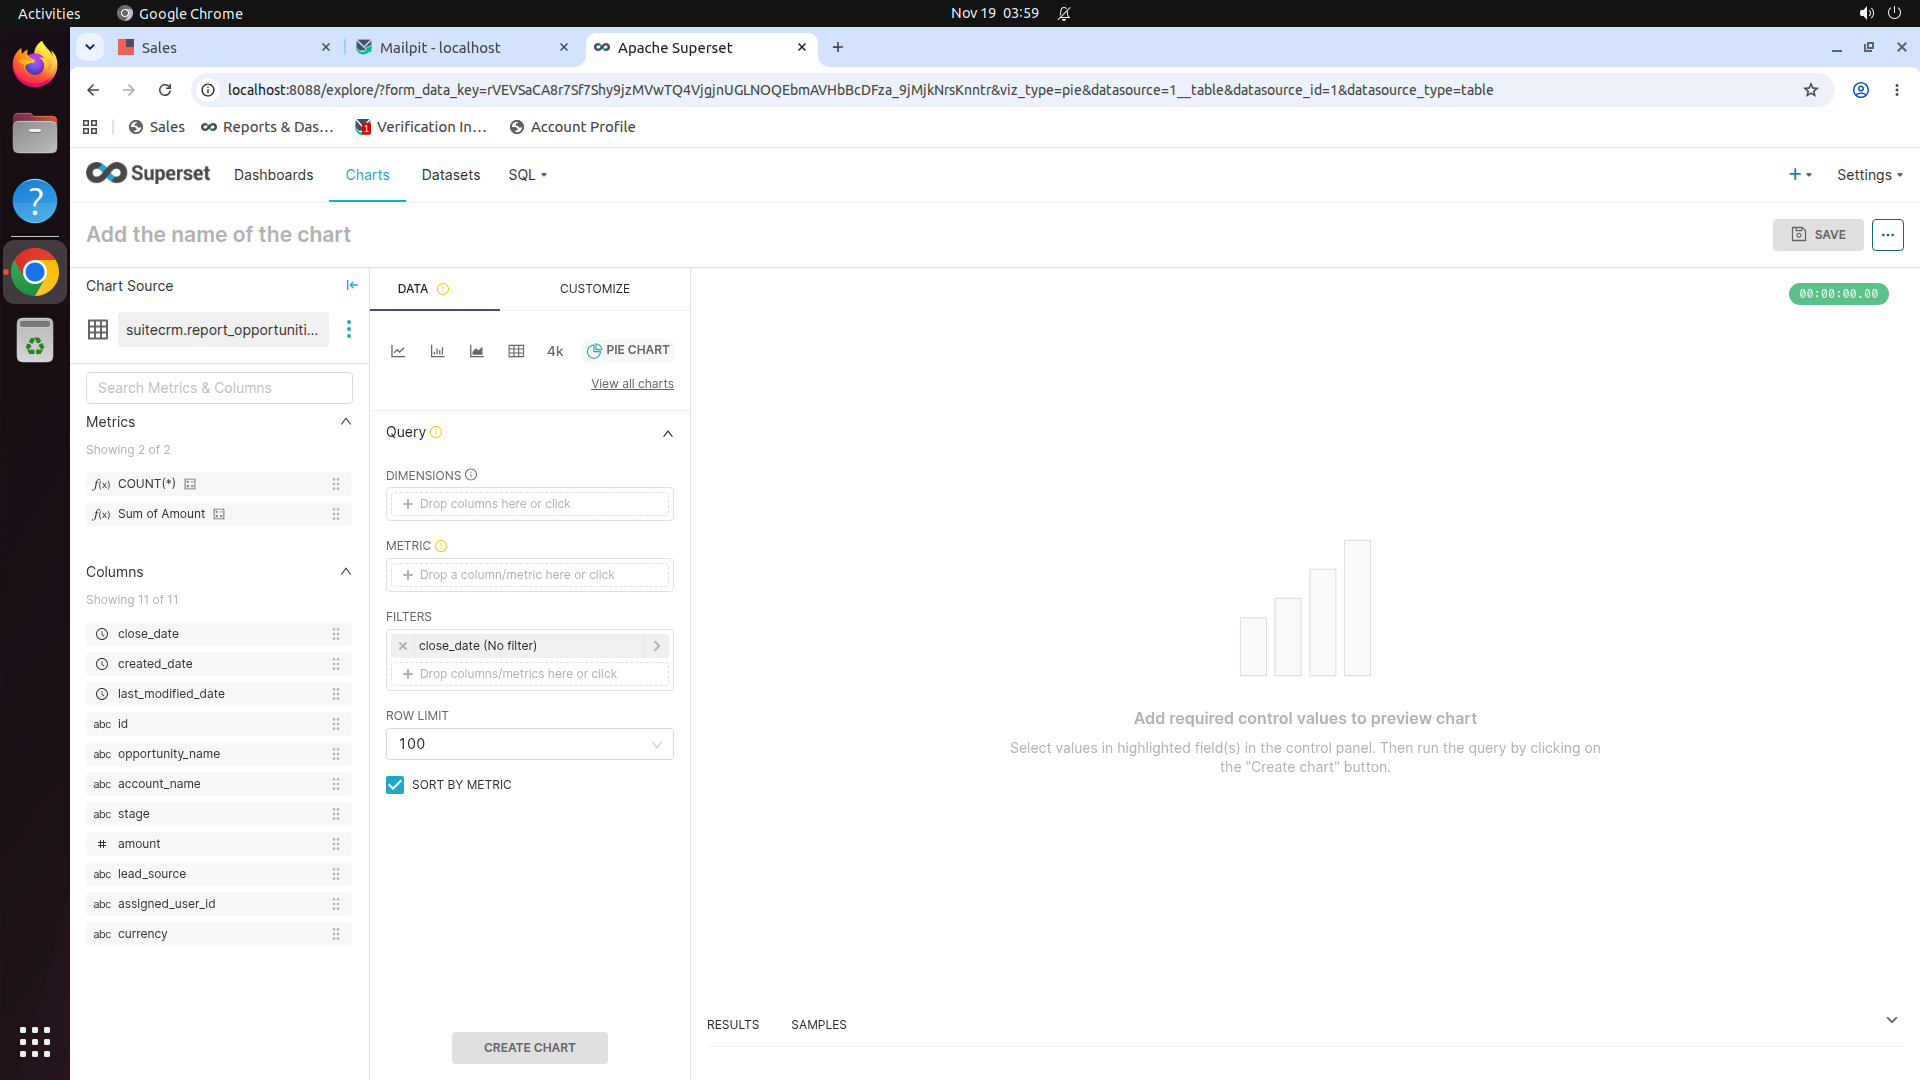 Activities
Google Chrome
Nov 19 03:59
Sales
Mailpit - localhost
Apache Superset
localhost:8088/explore/?form_data_key=rVEVSaCA8r7Sf7Shy9jzMVwTQ4VjgjnUGLNOQEbmAVHbBcDFza_9jMjkNrsKnntr&viz_type=pie&datasource=1__table&datasource_id=1&datasource_type=table
Sales
Reports & Das...
Verification In...
Account Profile
Superset
Dashboards
Charts
Datasets
SQL
Settings
Add the name of the chart
SAVE
Chart Source
suitecrm.report_opportuniti...
Search Metrics & Columns
Metrics
Showing 2 of 2
f(x) COUNT(*)
f(x) Sum of Amount
Columns
Showing 11 of 11
close_date
created_date
last_modified_date
abc id
abc opportunity_name
abc account_name
abc stage
# amount
abc lead_source
abc assigned_user_id
abc currency
DATA
CUSTOMIZE
4k
PIE CHART
View all charts
Query
DIMENSIONS
Drop columns here or click
METRIC
Drop a column/metric here or click
FILTERS
close_date (No filter)
Drop columns/metrics here or click
ROW LIMIT
100
SORT BY METRIC
CREATE CHART
00:00:00.00
Add required control values to preview chart
Select values in highlighted field(s) in the control panel. Then run the query by clicking on
the "Create chart" button.
RESULTS
SAMPLES